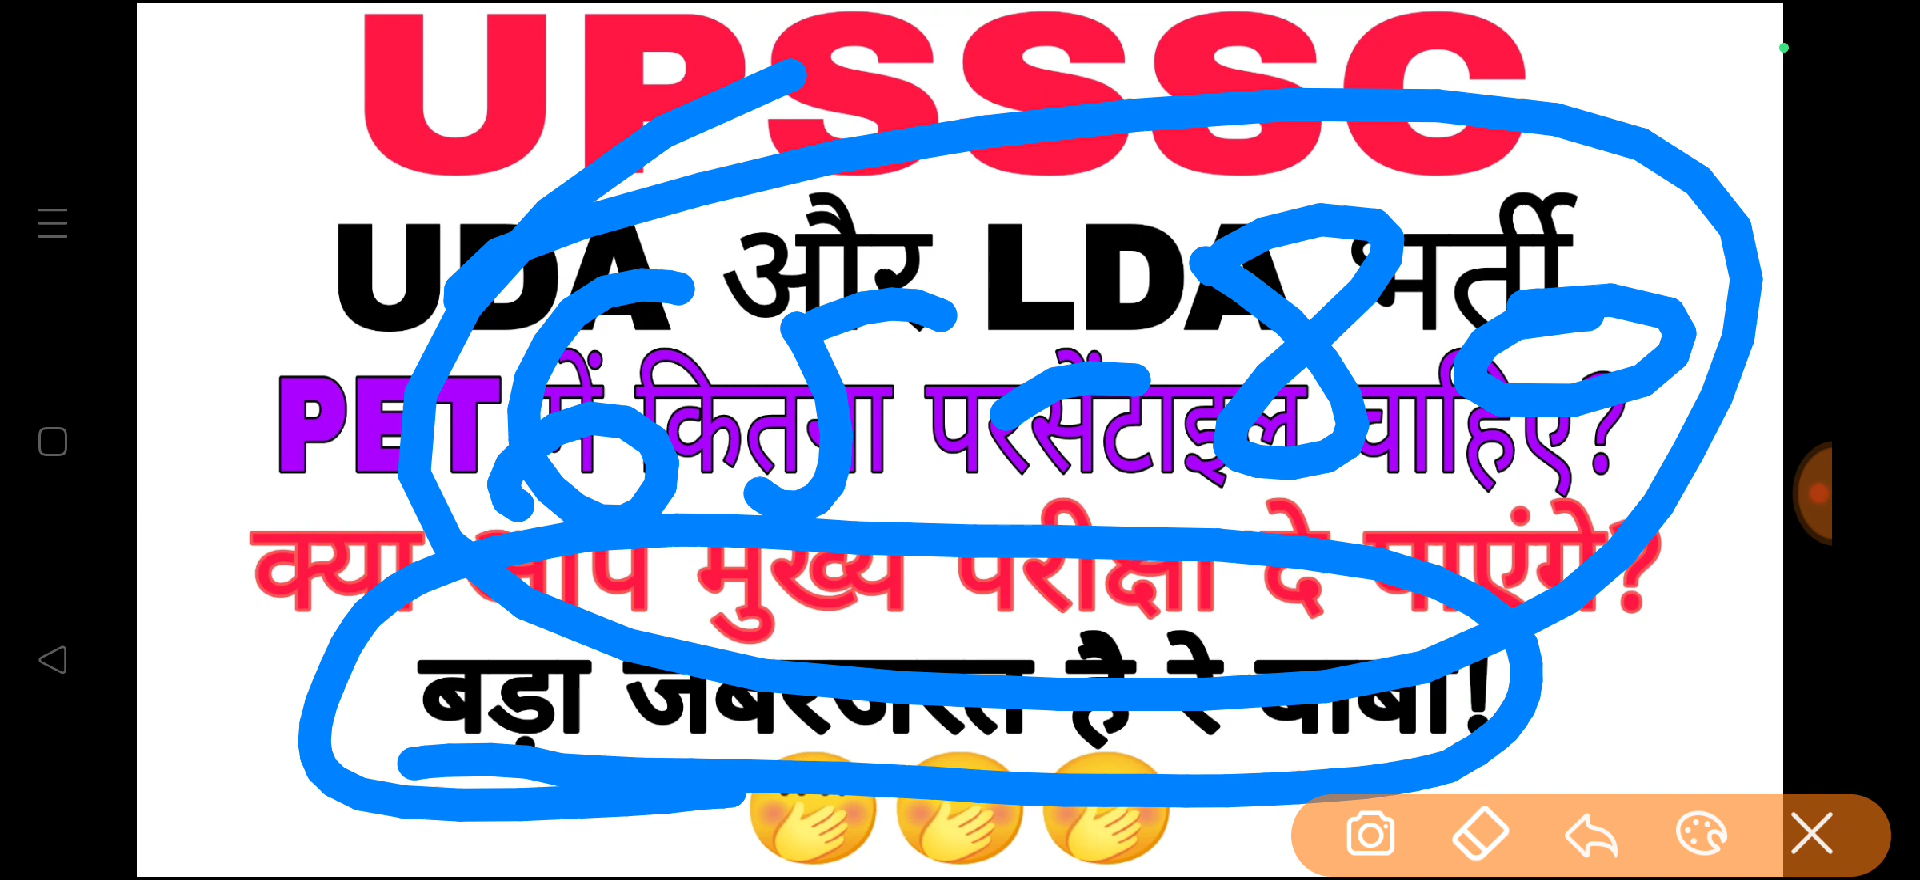 UPSSSC
UDA और LDA भर्ती
PET में कितना परसेंटाइल चाहिए?
65-80
क्या आप मुख्य परीक्षा दे पाएंगे?
बड़ा जबरजस्त है रे बाबा!